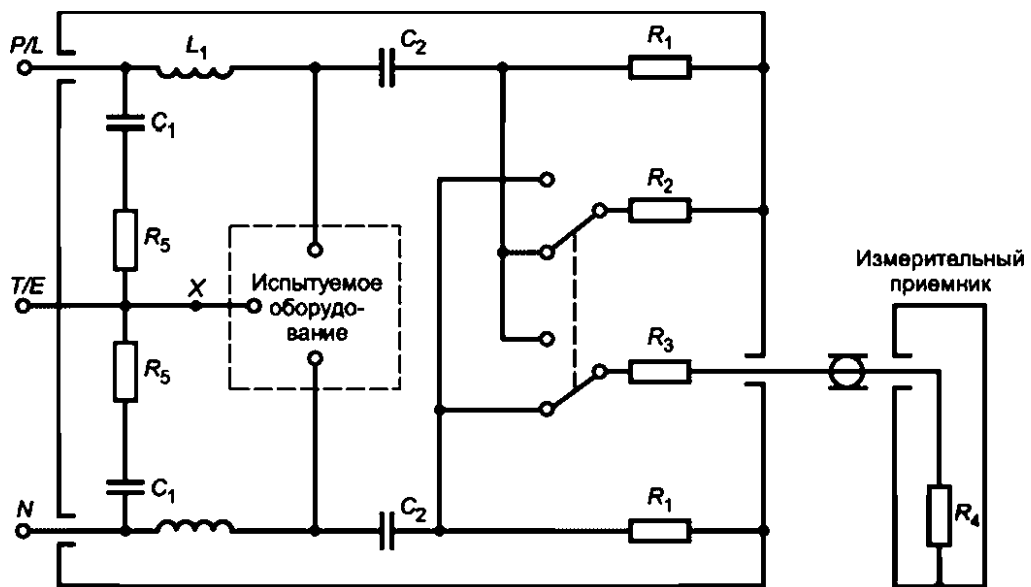 P/L
L1
C2
R1
C1
R2
R5
T/E
X
Испытуемое
оборудо-
вание
Измерительный
приемник
R3
R5
C1
C2
R1
N
R4